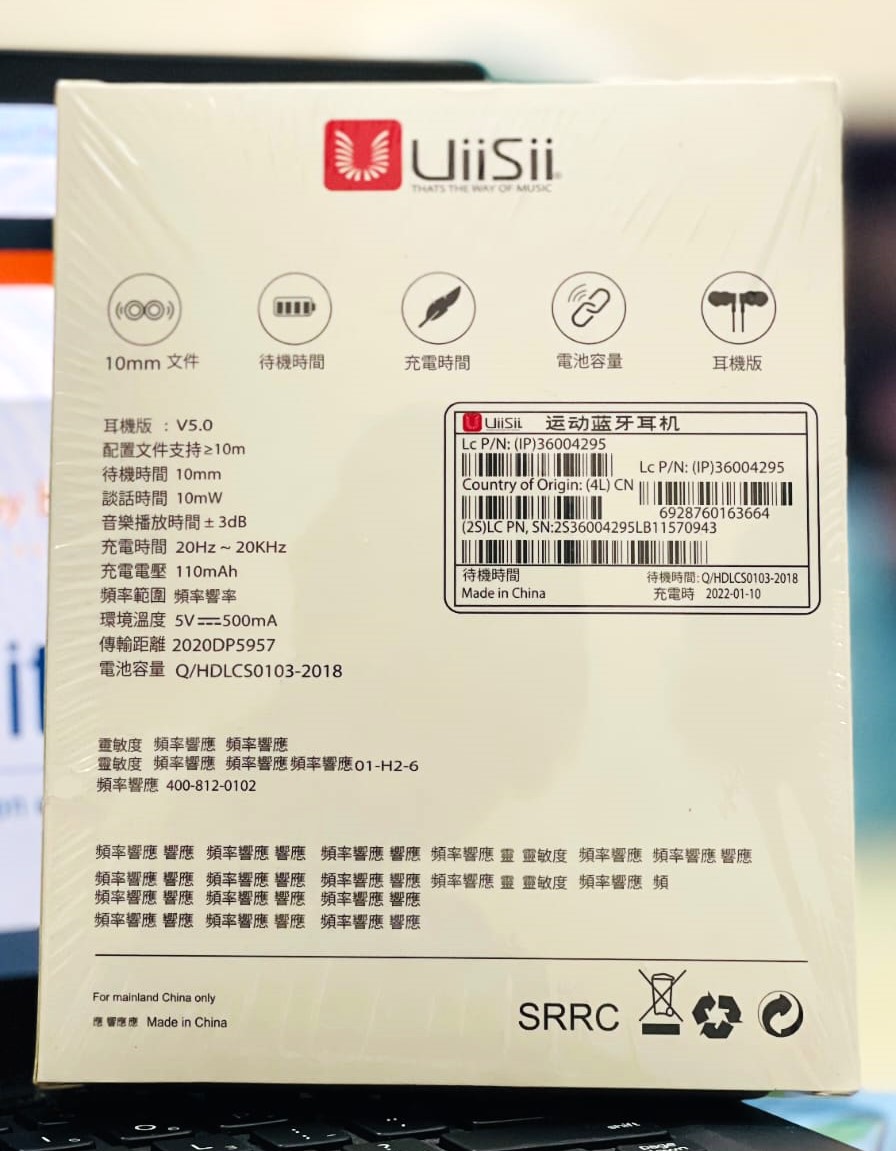 UiiSii®
THATS THE WAY OF MUSIC
10mm 文件
待機時間
充電時間
電池容量
耳機版
耳機版 : V5.0
配置文件支持≥10m
待機時間 10mm
談話時間 10mW
音樂播放時間 ± 3dB
充電時間 20Hz ~ 20KHz
充電電壓 110mAh
頻率範圍 頻率響率
環境溫度 5V⎓500mA
傳輸距離 2020DP5957
電池容量 Q/HDLCS0103-2018
UiiSii 运动蓝牙耳机
Lc P/N: (IP)36004295
Lc P/N: (IP)36004295
Country of Origin: (4L) CN
6928760163664
(2S)LC PN, SN:2S36004295LB11570943
待機時間
待機時間: Q/HDLCS0103-2018
Made in China
充電時 2022-01-10
靈敏度 頻率響應 頻率響應
靈敏度 頻率響應 頻率響應頻率響應01-H2-6
頻率響應 400-812-0102
頻率響應 響應 頻率響應 響應 頻率響應 響應 頻率響應 靈 靈敏度 頻率響應 頻率響應 響應
頻率響應 響應 頻率響應 響應 頻率響應 響應 頻率響應 靈 靈敏度 頻率響應 頻
頻率響應 響應 頻率響應 響應 頻率響應 響應
頻率響應 響應 頻率響應 響應 頻率響應 響應
For mainland China only
應 響應應 Made in China
SRRC